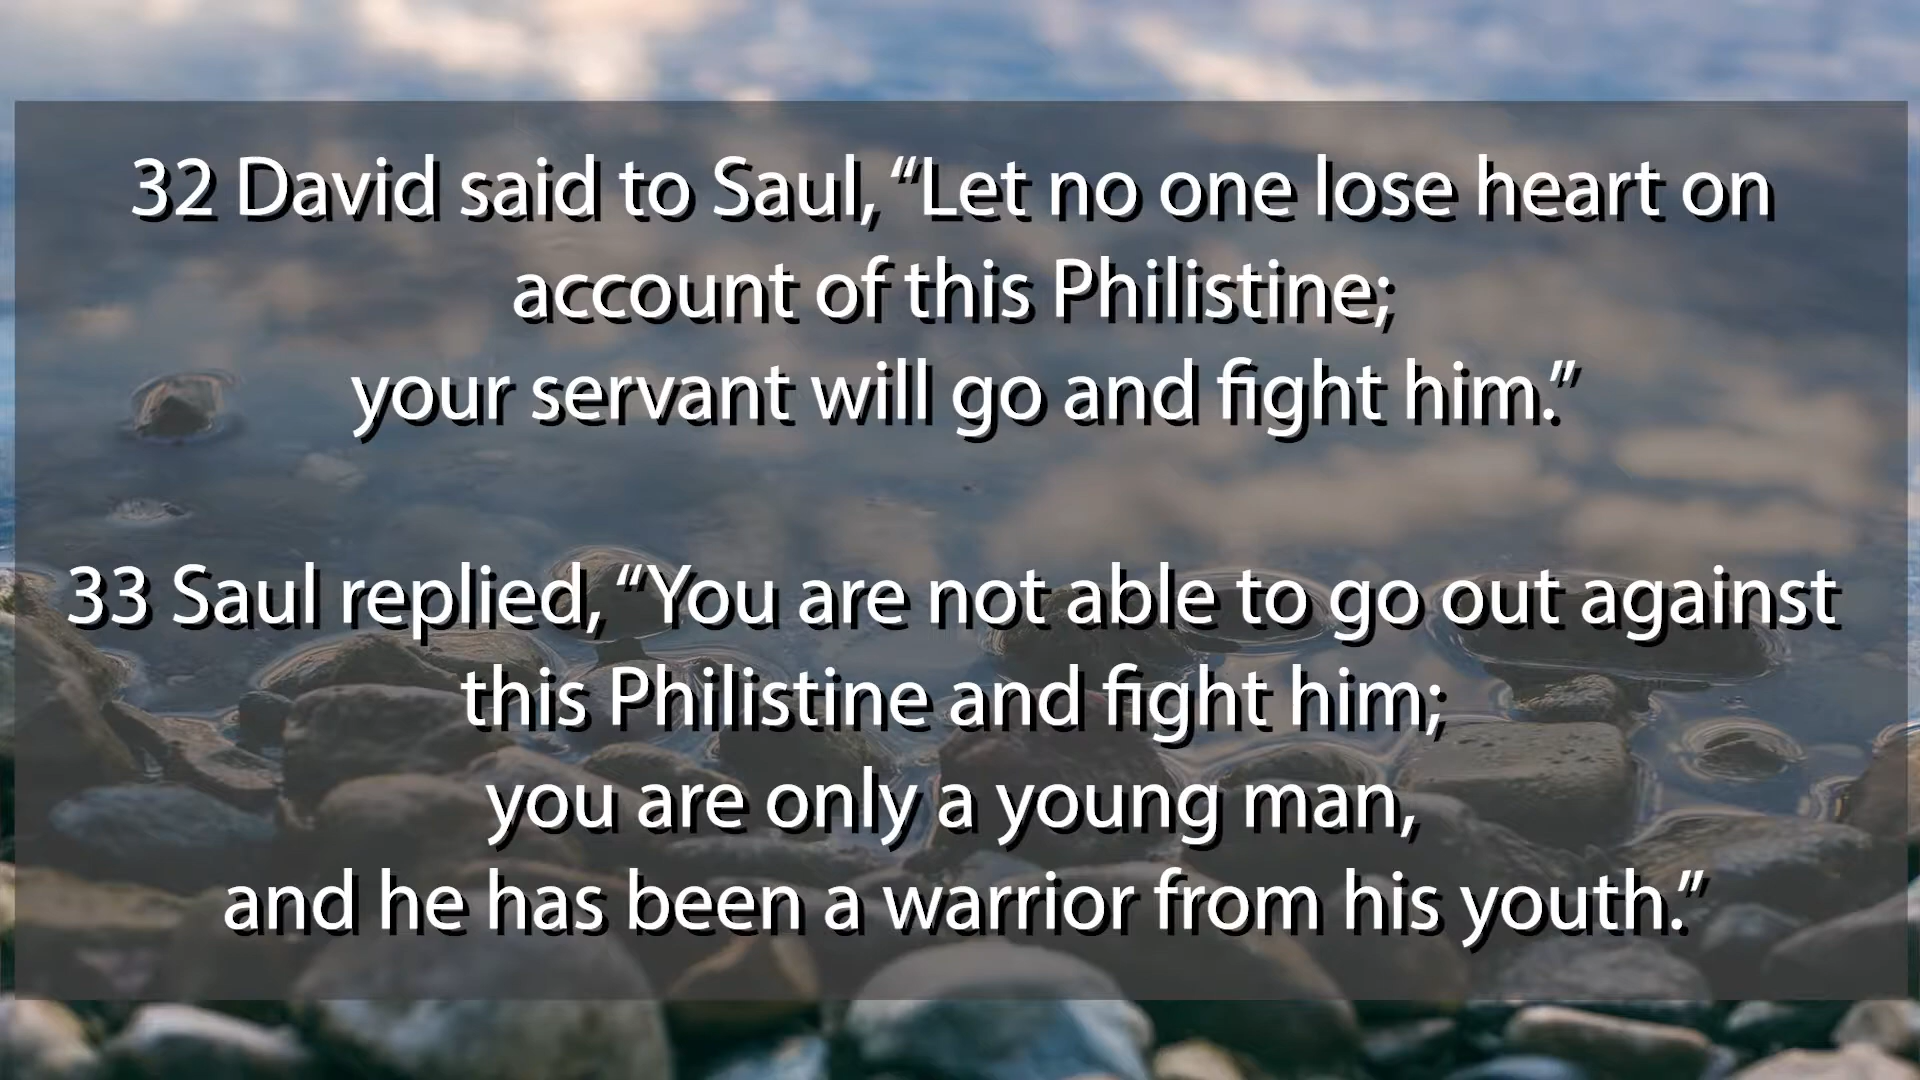 32 David said to Saul, “Let no one lose heart on
account of this Philistine;
your servant will go and fight him.”
33 Saul replied, “You are not able to go out against
this Philistine and fight him;
you are only a young man,
and he has been a warrior from his youth.”